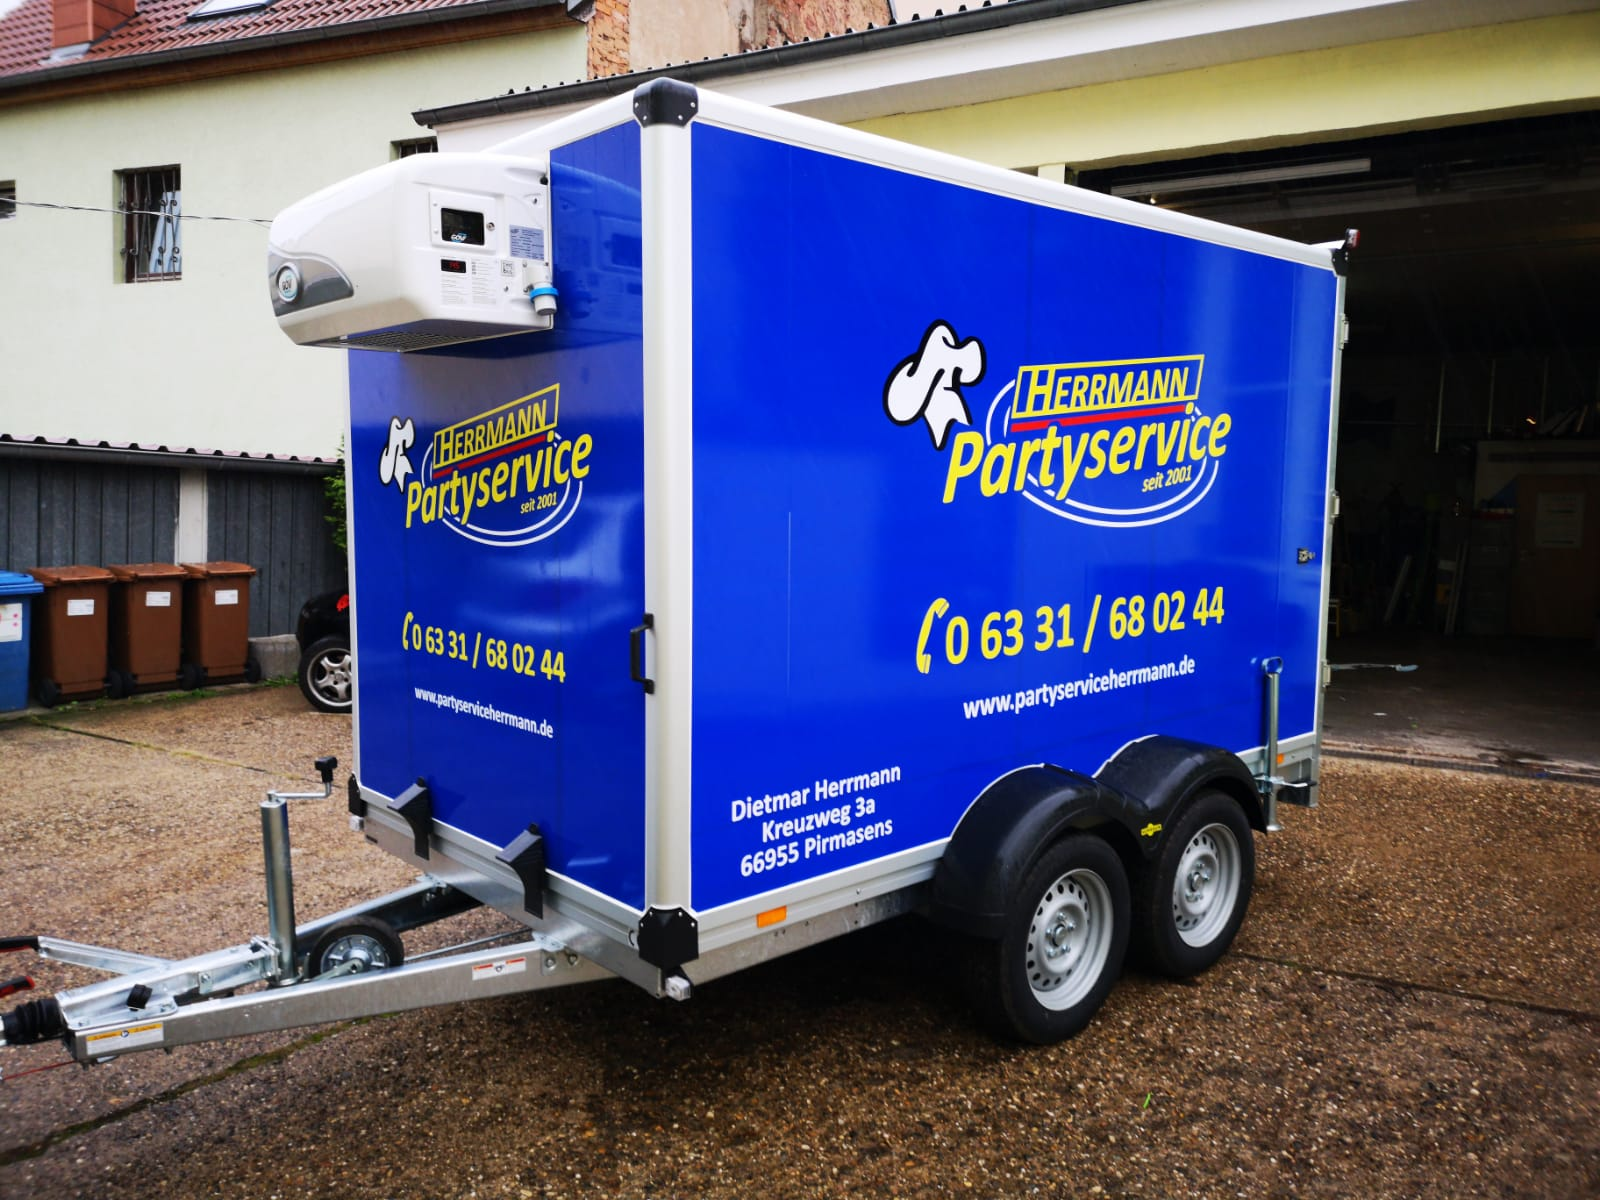 GOVI
HERRMANN
Partyservice
seit 2001
0 63 31 / 68 02 44
www.partyserviceherrmann.de
HERRMANN
Partyservice
seit 2001
0 63 31 / 68 02 44
www.partyserviceherrmann.de
Dietmar Herrmann
Kreuzweg 3a
66955 Pirmasens